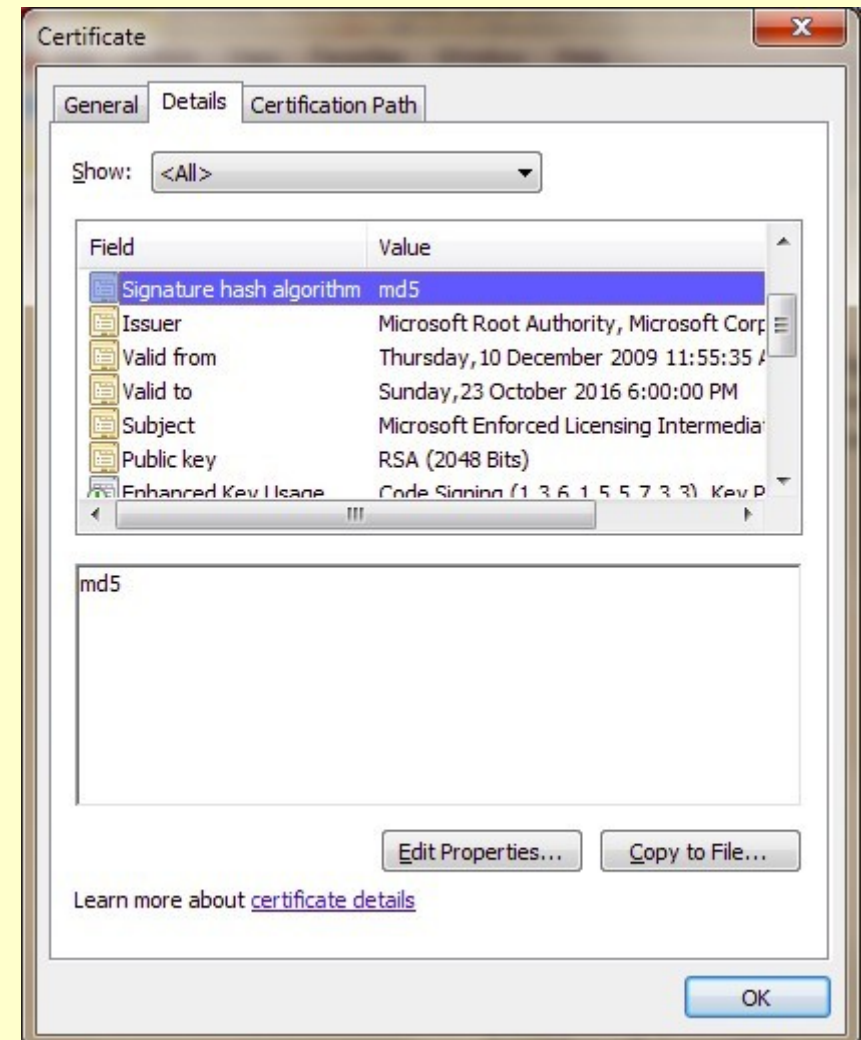 Certificate
General Details Certification Path
Show: <All>
Field Value
Signature hash algorithm md5
Issuer Microsoft Root Authority, Microsoft Corp
Valid from Thursday, 10 December 2009 11:55:35 A
Valid to Sunday, 23 October 2016 6:00:00 PM
Subject Microsoft Enforced Licensing Intermedia
Public key RSA (2048 Bits)
Enhanced Key Usage Code Signing (1.3.6.1.5.5.7.3.3), Key P
md5
Edit Properties... Copy to File...
Learn more about certificate details
OK